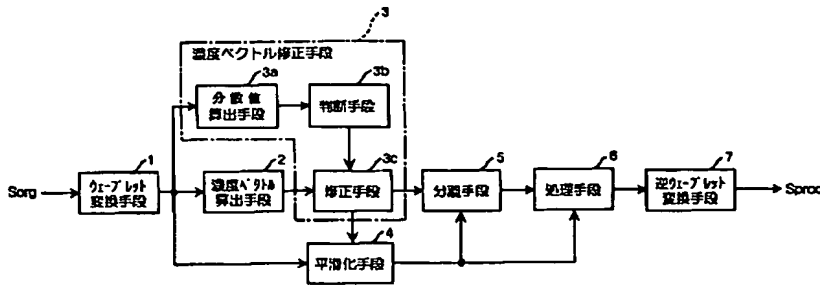 3
濃度ベクトル修正手段
3a
3b
分散値
算出手段
判断手段
1
2
3c
5
6
7
Sorg
ウェーブレット
変換手段
濃度ベクトル
算出手段
修正手段
分離手段
処理手段
逆ウェーブレット
変換手段
Sproc
4
平滑化手段